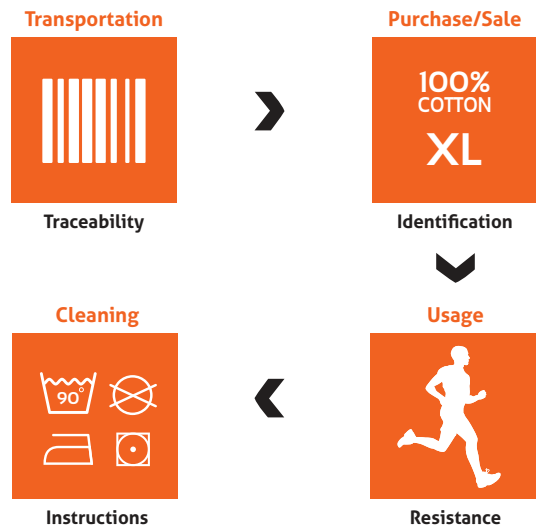 Transportation
Purchase/Sale
100%
COTTON
XL
Traceability
Identification
Cleaning
Usage
90°
Instructions
Resistance